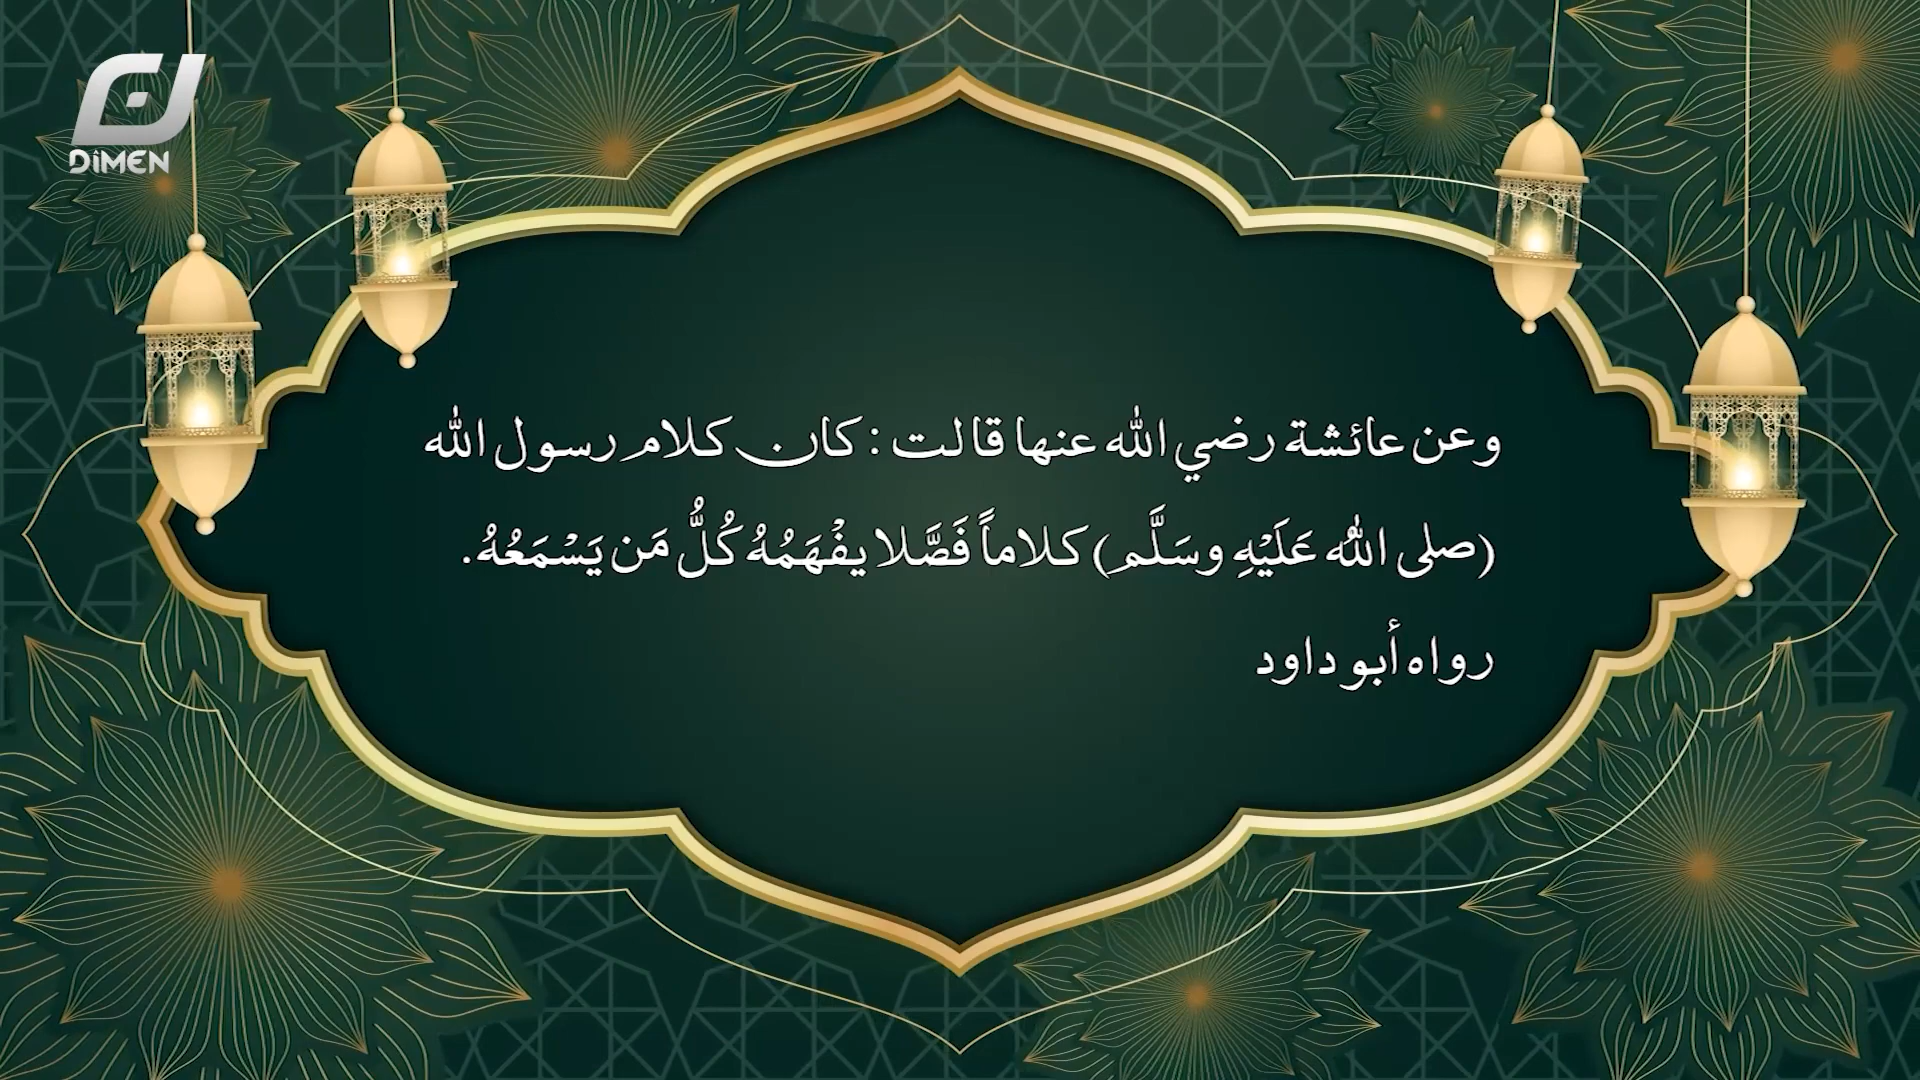 DiMEN
وعن عائشة رضي الله عنها قالت : كان كلام رسول الله
(صلى اللهُ عَلَيْهِ وسَلَّم) كلاماً فَصَّلا يفْهَمُهُ كُلُّ مَن يَسْمَعُهُ.
رواه أبو داود